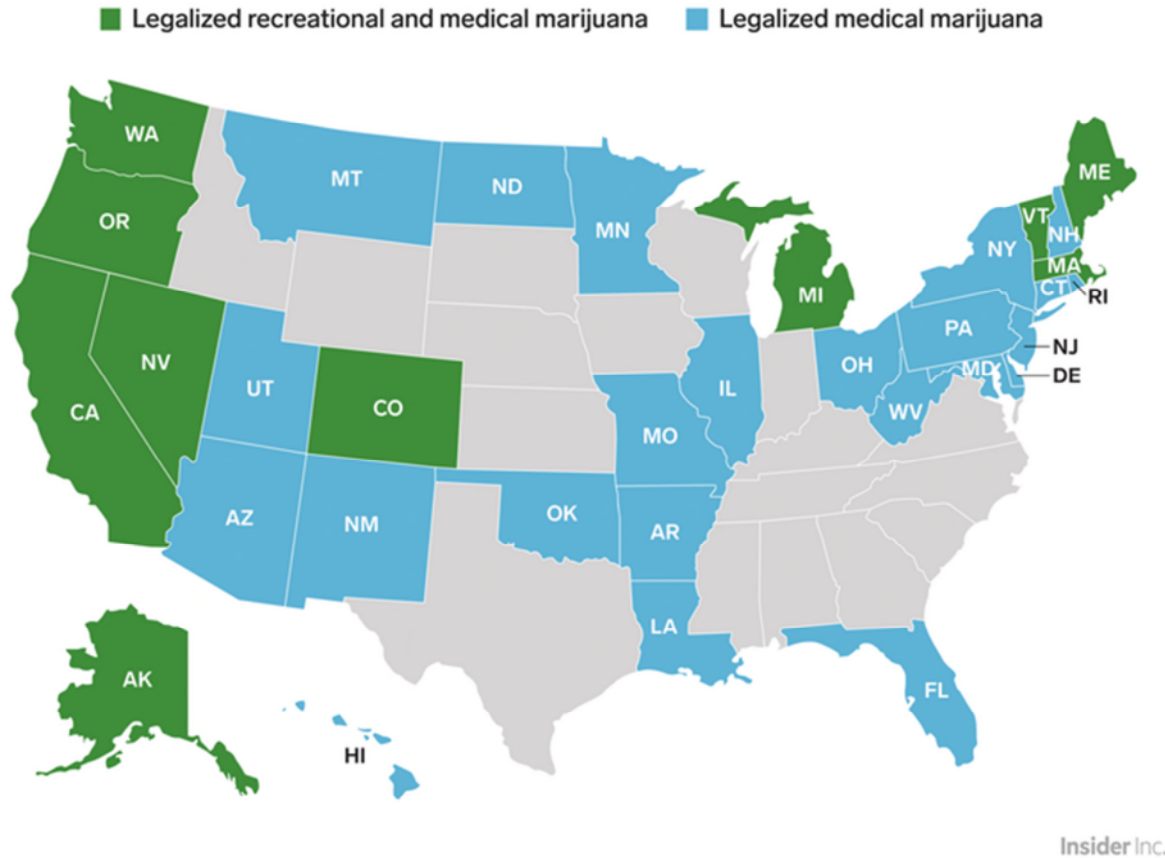 Legalized recreational and medical marijuana
Legalized medical marijuana
WA
MT
ND
MN
OR
ME
VT
NH
NY
MA
CT
RI
MI
NV
UT
CO
CA
PA
NJ
OH
MD
DE
IL
WV
MO
AZ
NM
OK
AR
LA
FL
AK
HI
Insider Inc.